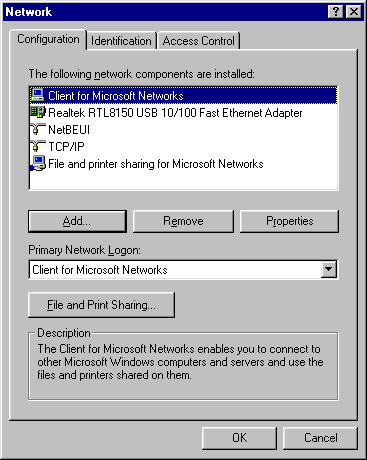 Network
Configuration Identification Access Control
The following network components are installed:
Client for Microsoft Networks
Realtek RTL8150 USB 10/100 Fast Ethernet Adapter
NetBEUI
TCP/IP
File and printer sharing for Microsoft Networks
Add... Remove Properties
Primary Network Logon:
Client for Microsoft Networks
File and Print Sharing...
Description
The Client for Microsoft Networks enables you to connect to
other Microsoft Windows computers and servers and use the
files and printers shared on them.
OK Cancel